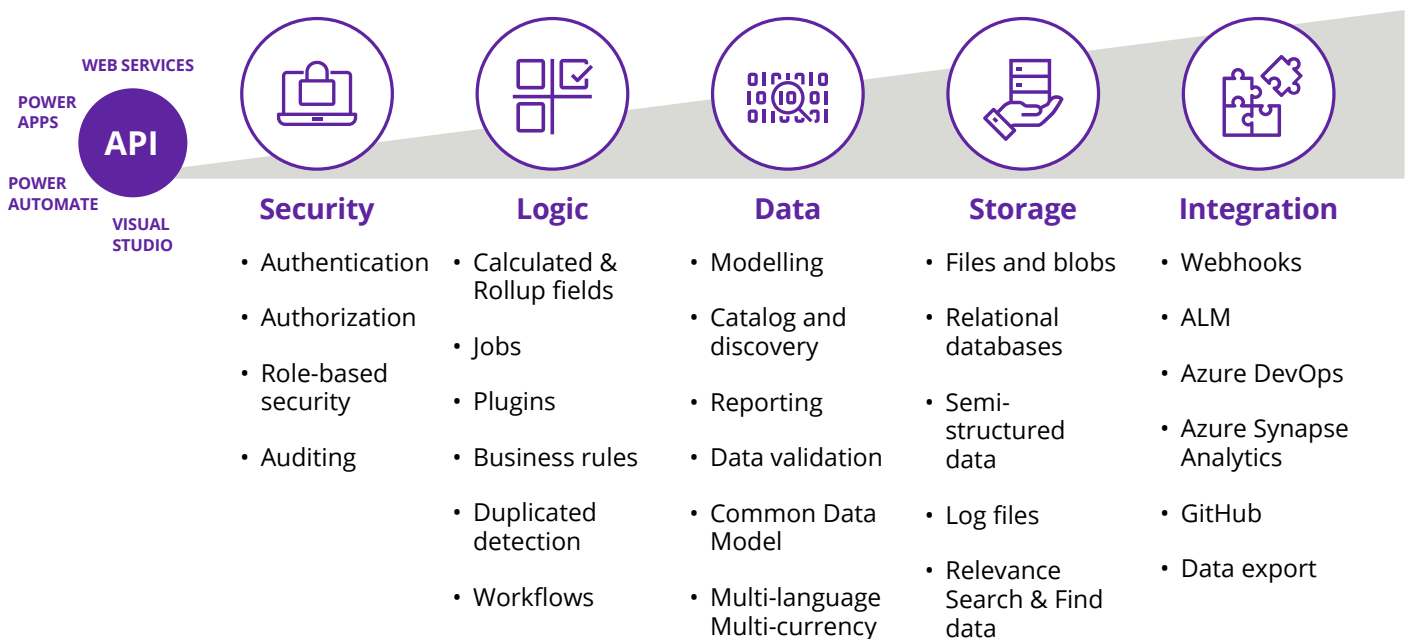 WEB SERVICES
POWER
APPS
API
POWER
AUTOMATE
VISUAL
STUDIO
Security
• Authentication
• Authorization
• Role-based
security
• Auditing
Logic
• Calculated &
Rollup fields
• Jobs
• Plugins
• Business rules
• Duplicated
detection
• Workflows
Data
• Modelling
• Catalog and
discovery
• Reporting
• Data validation
• Common Data
Model
• Multi-language
Multi-currency
Storage
• Files and blobs
• Relational
databases
• Semi-
structured
data
• Log files
• Relevance
Search & Find
data
Integration
• Webhooks
• ALM
• Azure DevOps
• Azure Synapse
Analytics
• GitHub
• Data export